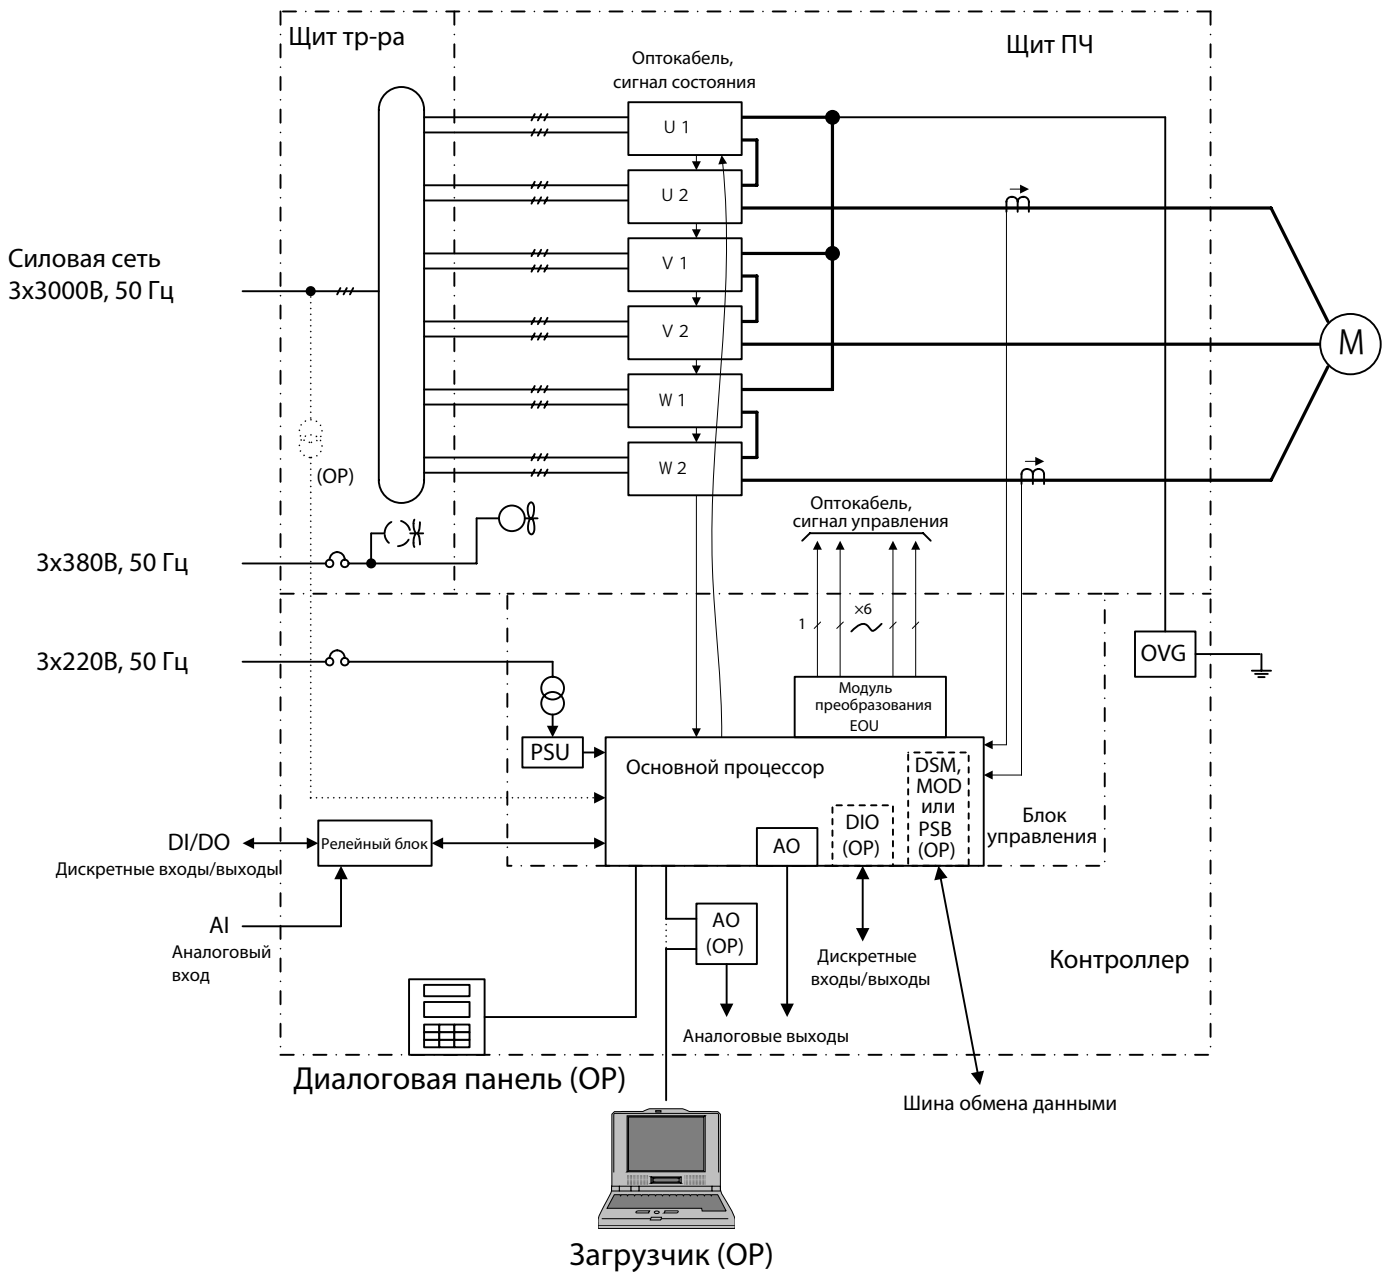 Щит тр-ра
Щит ПЧ
Оптокабель,
сигнал состояния
U 1
U 2
V 1
V 2
W 1
W 2
Силовая сеть
3x3000В, 50 Гц
M
(OP)
Оптокабель,
сигнал управления
3x380В, 50 Гц
1
×6
3x220В, 50 Гц
OVG
Модуль
преобразования
EOU
PSU
Основной процессор
DSM,
MOD
или
PSB
(OP)
DIO
(OP)
AO
Блок
управления
DI/DO
Дискретные входы/выходы
Релейный блок
AI
Аналоговый
вход
AO
(OP)
Дискретные
входы/выходы
Контроллер
Аналоговые выходы
Диалоговая панель (OP)
Шина обмена данными
Загрузчик (OP)